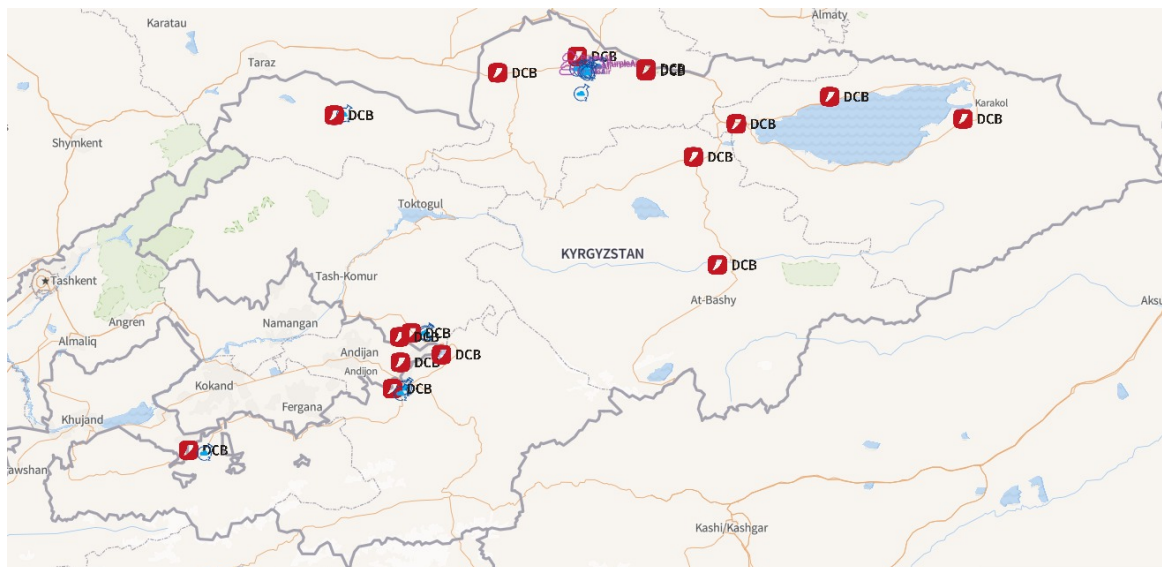 Almaty
Karatau
DCB
Taraz
DCB
DCB
DCB
DCB
Karakol
DCB
DCB
DCB
Shymkent
DCB
Toktogul
KYRGYZSTAN
DCB
Tash-Komur
Tashkent
At-Bashy
Aksu
Angren
Namangan
DCB
Almaliq
DCB
Andijan
DCB
DCB
Andijon
Kokand
DCB
Fergana
Khujand
DCB
awshan
Kashi/Kashgar